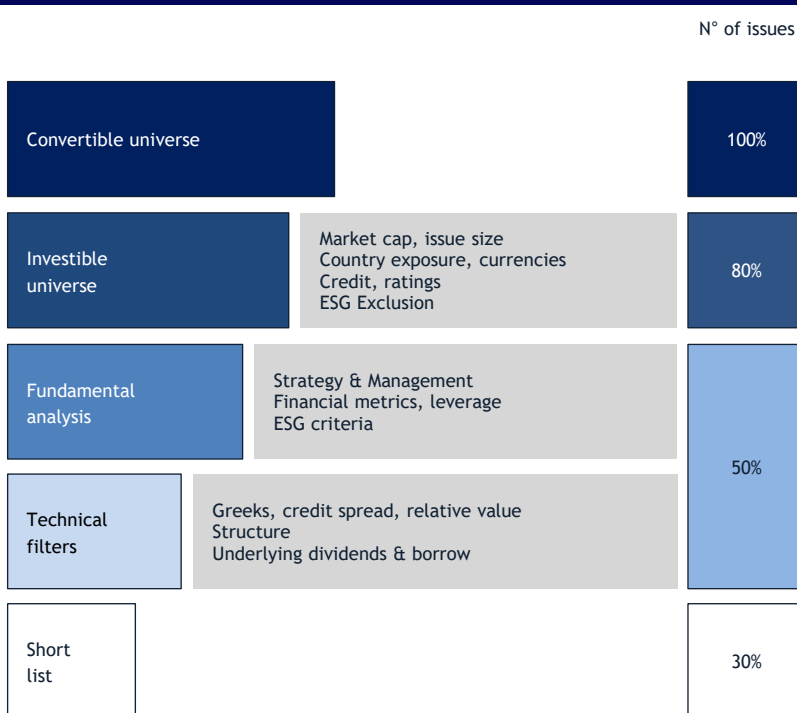 N° of issues
Convertible universe
100%
Investible
universe
Market cap, issue size
Country exposure, currencies
Credit, ratings
ESG Exclusion
80%
Fundamental
analysis
Strategy & Management
Financial metrics, leverage
ESG criteria
50%
Technical
filters
Greeks, credit spread, relative value
Structure
Underlying dividends & borrow
Short
list
30%